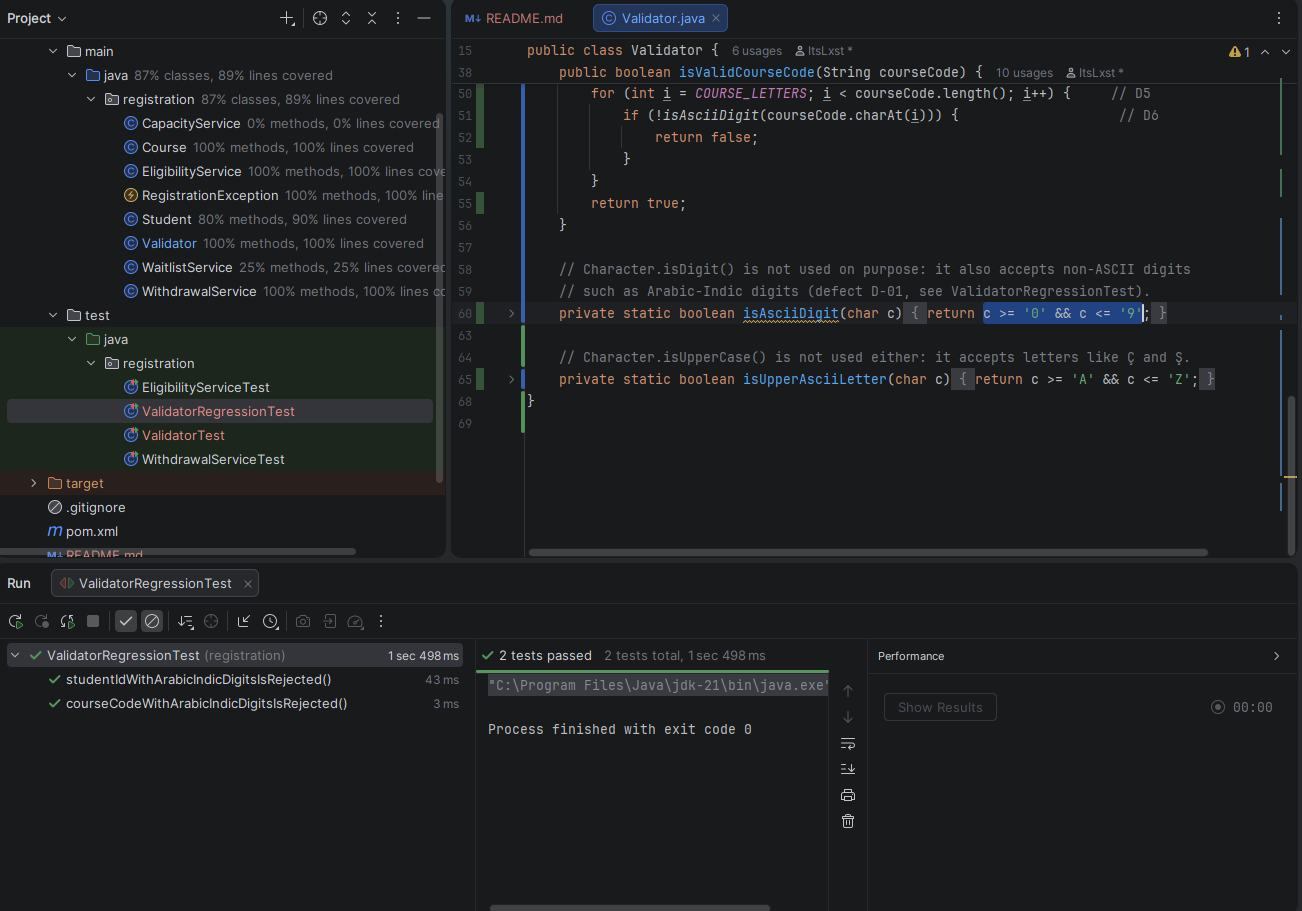 Project
main
java 87% classes, 89% lines covered
registration 87% classes, 89% lines covered
CapacityService 0% methods, 0% lines covered
Course 100% methods, 100% lines covered
EligibilityService 100% methods, 100% lines cove
RegistrationException 100% methods, 100% line
Student 80% methods, 90% lines covered
Validator 100% methods, 100% lines covered
WaitlistService 25% methods, 25% lines covered
WithdrawalService 100% methods, 100% lines co
test
java
registration
EligibilityServiceTest
ValidatorRegressionTest
ValidatorTest
WithdrawalServiceTest
target
.gitignore
pom.xml
README.md
README.md
Validator.java
15 public class Validator { 6 usages ItsLxst *
1
38 public boolean isValidCourseCode(String courseCode) { 10 usages ItsLxst *
50 for (int i = COURSE_LETTERS; i < courseCode.length(); i++) { // D5
51 if (!isAsciiDigit(courseCode.charAt(i))) { // D6
52 return false;
53 }
54 }
55 return true;
56 }
57
58 // Character.isDigit() is not used on purpose: it also accepts non-ASCII digits
59 // such as Arabic-Indic digits (defect D-01, see ValidatorRegressionTest).
60 private static boolean isAsciiDigit(char c) { return c >= '0' && c <= '9'; }
63
64 // Character.isUpperCase() is not used either: it accepts letters like Ç and Ş.
65 private static boolean isUpperAsciiLetter(char c) { return c >= 'A' && c <= 'Z'; }
68 }
69
Run
ValidatorRegressionTest
ValidatorRegressionTest (registration) 1 sec 498 ms
studentIdWithArabicIndicDigitsIsRejected() 43 ms
courseCodeWithArabicIndicDigitsIsRejected() 3 ms
2 tests passed 2 tests total, 1 sec 498 ms
"C:\Program Files\Java\jdk-21\bin\java.exe"
Process finished with exit code 0
Performance
Show Results
00:00